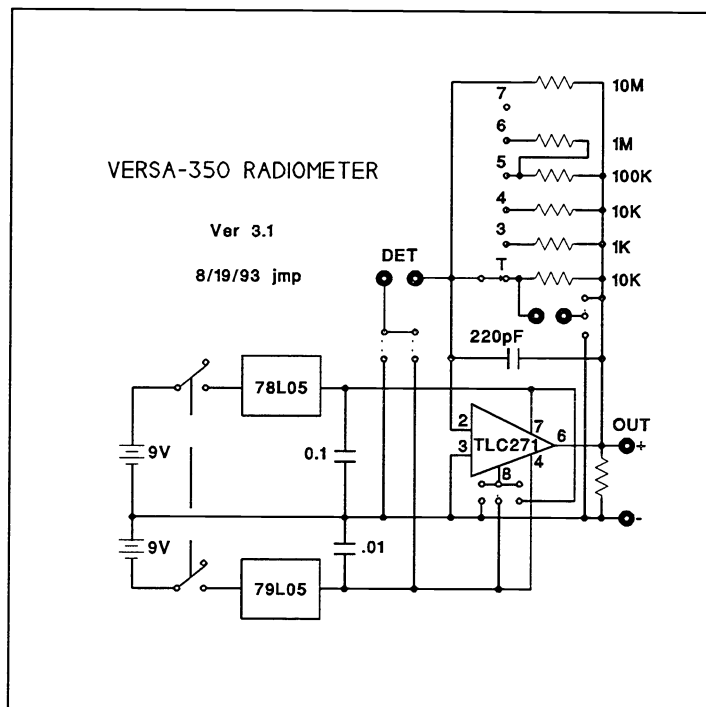 VERSA-350 RADIOMETER
Ver 3.1
8/19/93 jmp
7
10M
6
1M
5
100K
4
10K
3
1K
DET
T
10K
220pF
78L05
9V
0.1
2
3
TLC271
7
6
4
8
OUT
+
-
9V
.01
79L05